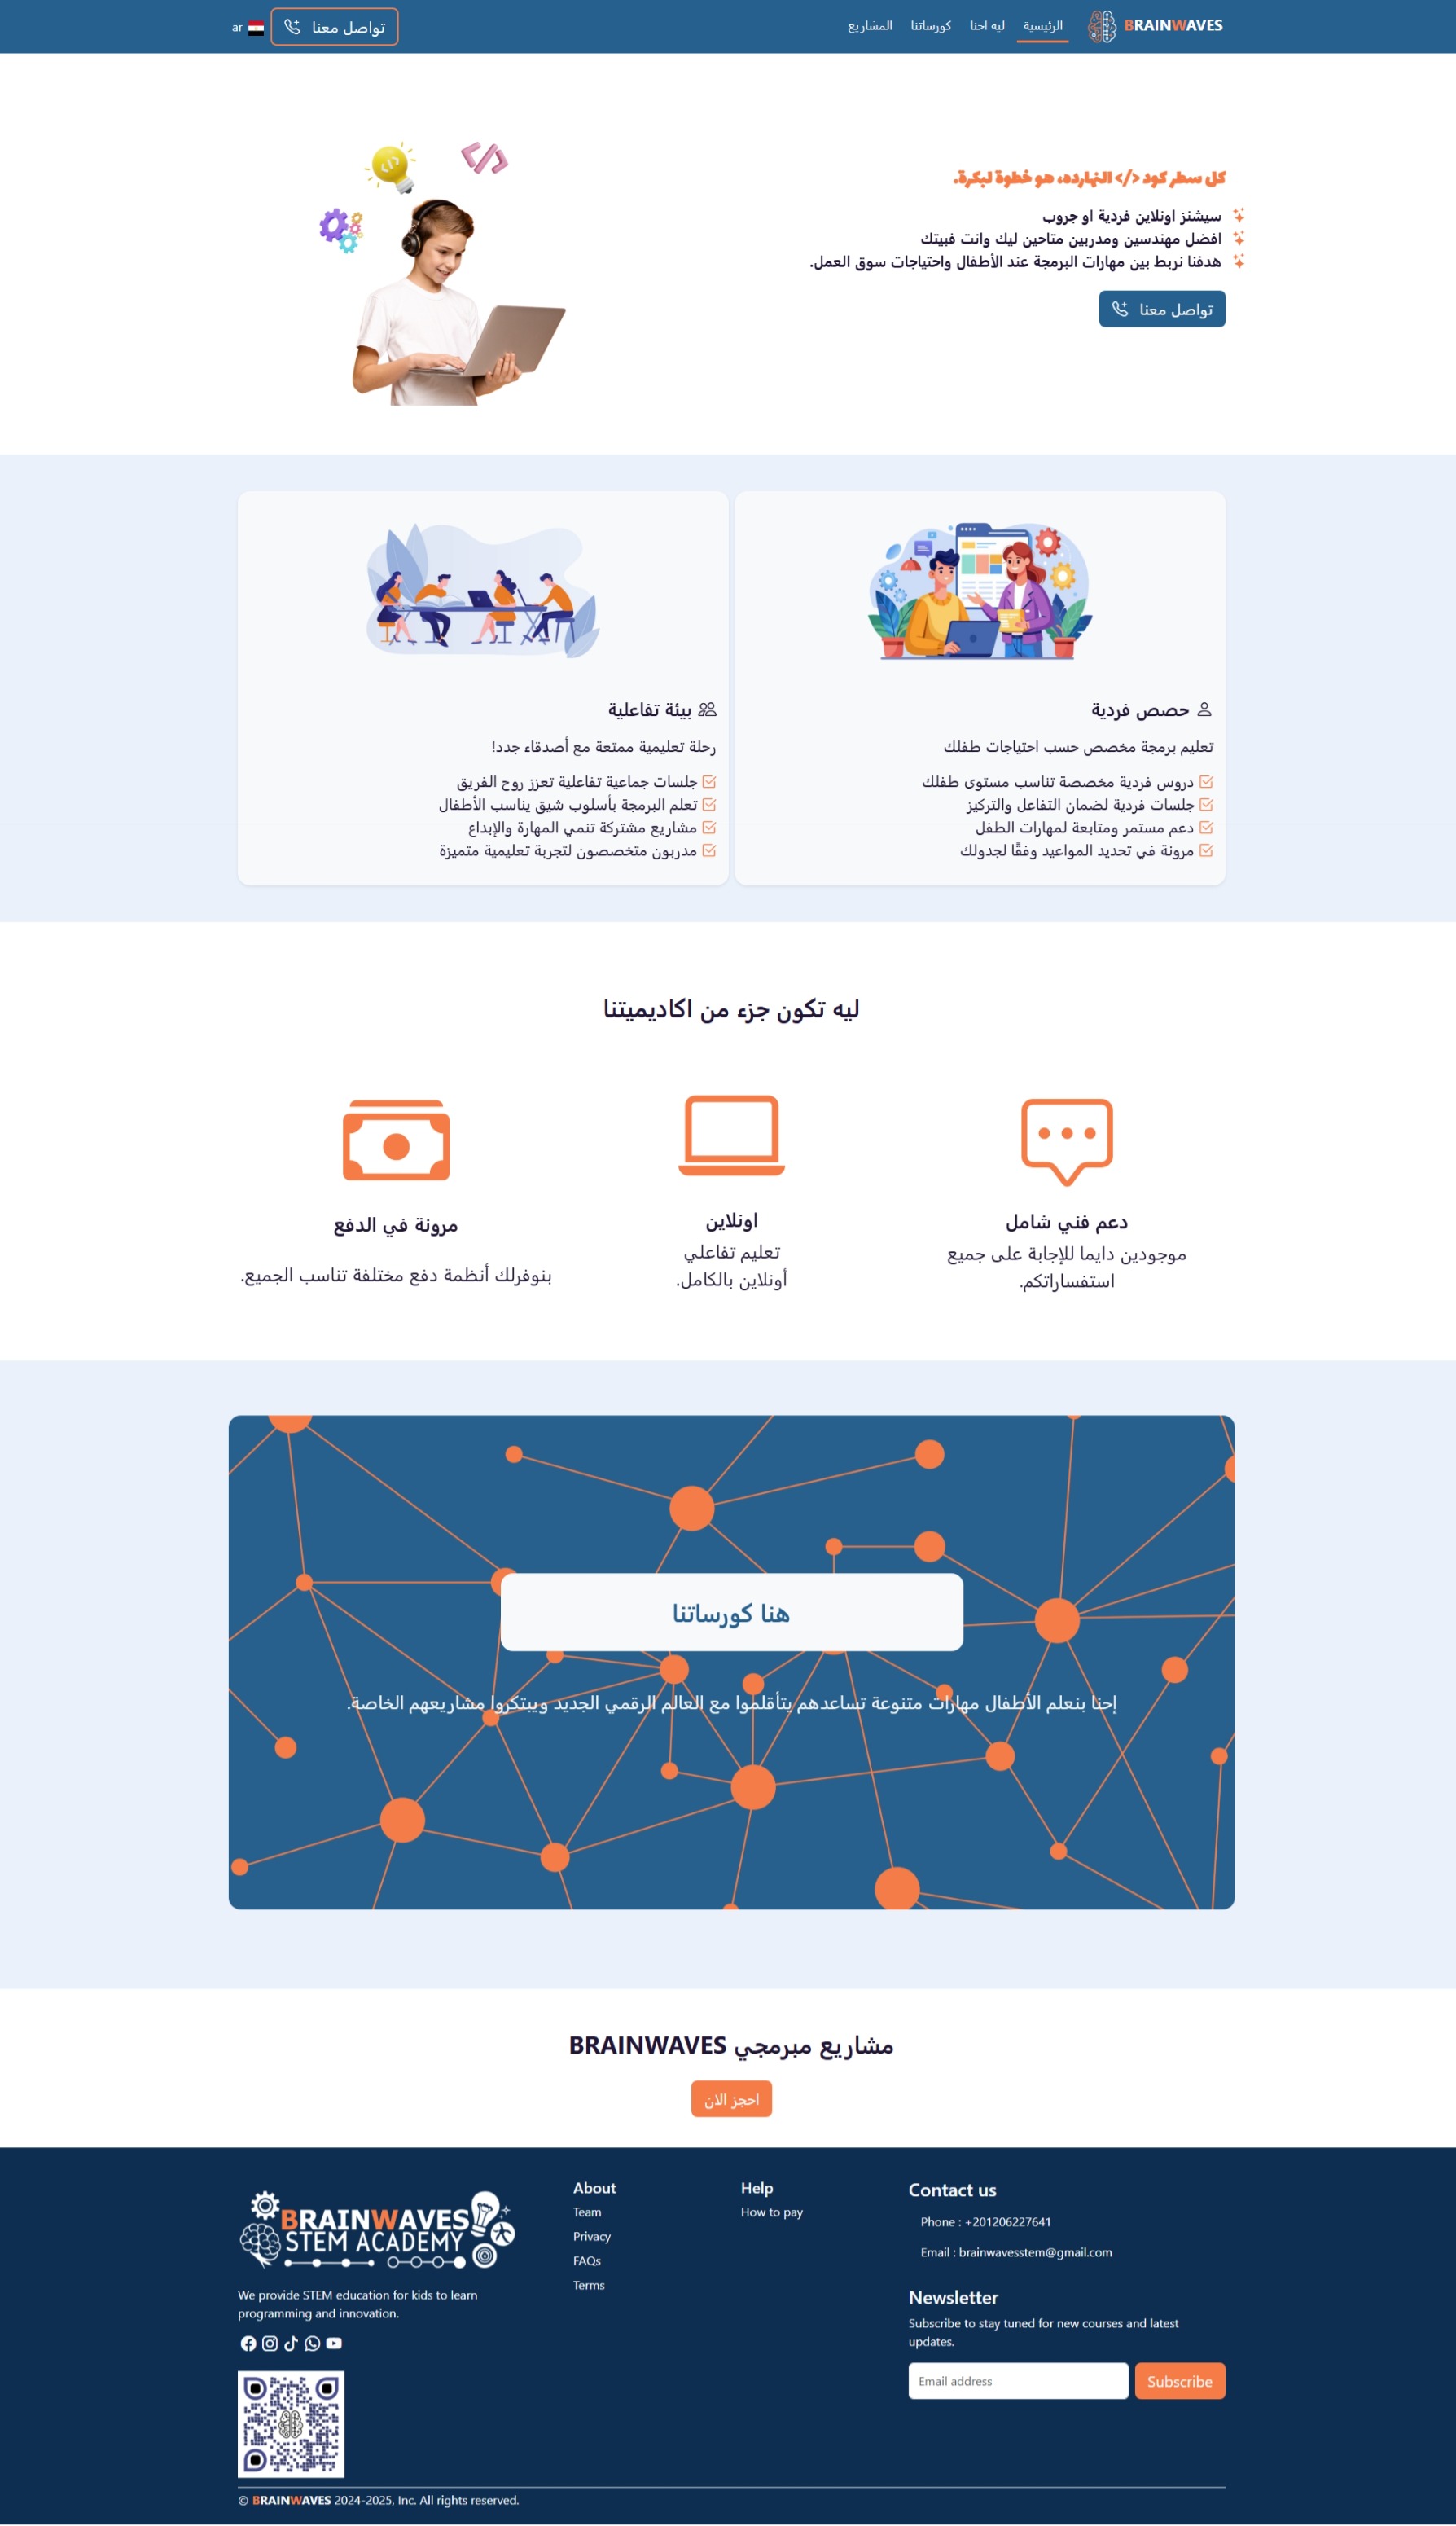 BRAINWAVES
الرئيسية
ليه احنا
كورساتنا
المشاريع
تواصل معنا
ar
كل سطر كود </> النهارده، هو خطوة لبكرة.
سيشنز اونلاين فردية او جروب
افضل مهندسين ومدربين متاحين ليك وانت فبيتك
هدفنا نربط بين مهارات البرمجة عند الأطفال واحتياجات سوق العمل.
تواصل معنا
حصص فردية
تعليم برمجة مخصص حسب احتياجات طفلك
دروس فردية مخصصة تناسب مستوى طفلك
جلسات فردية لضمان التفاعل والتركيز
دعم مستمر ومتابعة لمهارات الطفل
مرونة في تحديد المواعيد وفقًا لجدولك
بيئة تفاعلية
رحلة تعليمية ممتعة مع أصدقاء جدد!
جلسات جماعية تفاعلية تعزز روح الفريق
تعلم البرمجة بأسلوب شيق يناسب الأطفال
مشاريع مشتركة تنمي المهارة والإبداع
مدربون متخصصون لتجربة تعليمية متميزة
ليه تكون جزء من اكاديميتنا
دعم فني شامل
موجودين دايما للإجابة على جميع
استفساراتكم.
اونلاين
تعليم تفاعلي
أونلاين بالكامل.
مرونة في الدفع
بنوفرلك أنظمة دفع مختلفة تناسب الجميع.
هنا كورساتنا
إحنا بنعلم الأطفال مهارات متنوعة تساعدهم يتأقلموا مع العالم الرقمي الجديد ويبتكروا مشاريعهم الخاصة.
مشاريع مبرمجي BRAINWAVES
احجز الان
BRAINWAVES
STEM ACADEMY
We provide STEM education for kids to learn
programming and innovation.
About
Team
Privacy
FAQs
Terms
Help
How to pay
Contact us
Phone : +201206227641
Email : brainwavesstem@gmail.com
Newsletter
Subscribe to stay tuned for new courses and latest
updates.
Email address
Subscribe
© BRAINWAVES 2024-2025, Inc. All rights reserved.